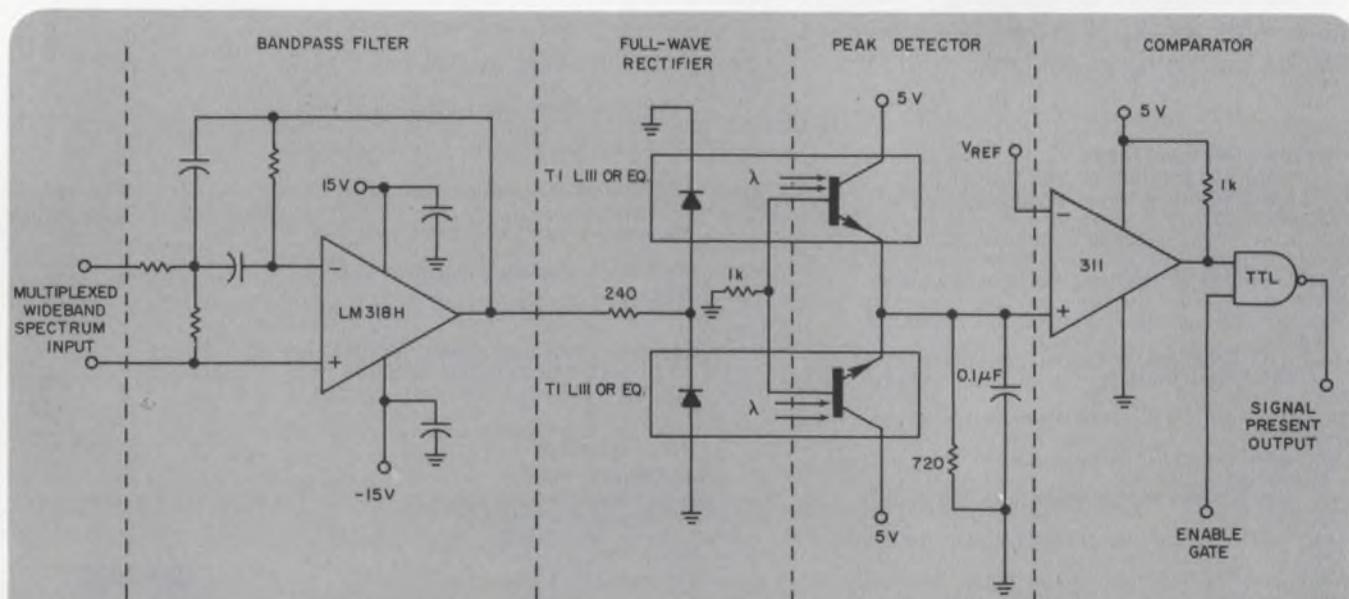 BANDPASS FILTER
FULL-WAVE
RECTIFIER
PEAK DETECTOR
COMPARATOR
MULTIPLEXED
WIDEBAND
SPECTRUM
INPUT
15V
−
LM318H
+
-15V
240
TI LIII OR EQ.
λ
1k
TI LIII OR EQ.
λ
5V
5V
720
0.1μF
VREF
5V
−
311
+
1k
TTL
SIGNAL
PRESENT
OUTPUT
ENABLE
GATE